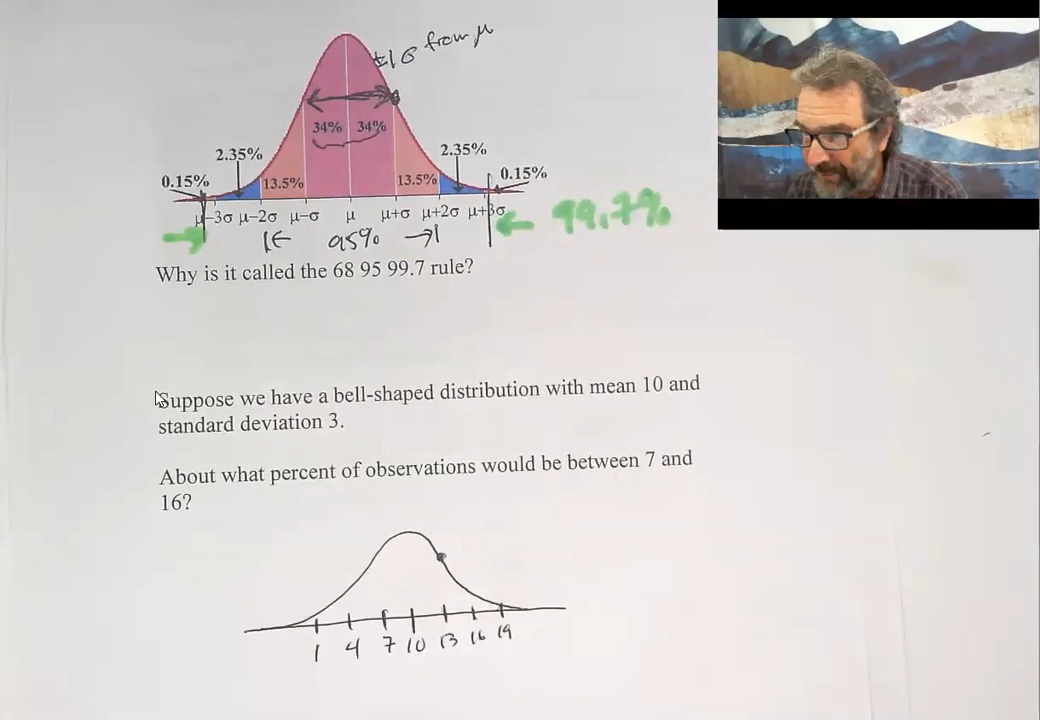 ±1σ from μ
34% 34%
2.35% 2.35%
0.15% 13.5% 13.5% 0.15%
μ-3σ μ-2σ μ-σ μ μ+σ μ+2σ μ+3σ
99.7%
95%
Why is it called the 68 95 99.7 rule?
Suppose we have a bell-shaped distribution with mean 10 and
standard deviation 3.
About what percent of observations would be between 7 and
16?
1 4 7 10 13 16 19